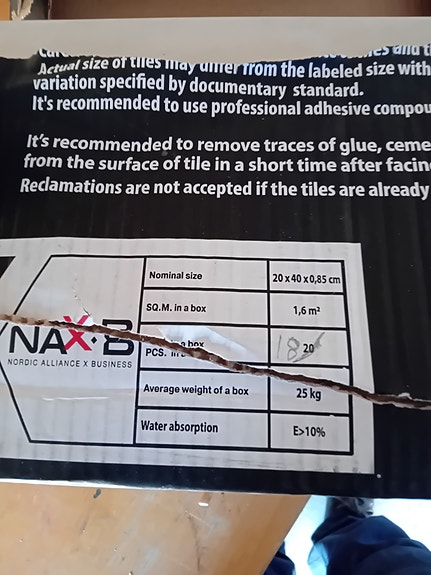 Actual size of tiles may differ from the labeled size with
variation specified by documentary standard.
It's recommended to use professional adhesive compou
It's recommended to remove traces of glue, ceme
from the surface of tile in a short time after facin
Reclamations are not accepted if the tiles are already
Nominal size 20 x 40 x 0,85 cm
SQ.M. in a box 1,6 m²
PCS. in a box 18 20
Average weight of a box 25 kg
Water absorption E>10%
NAX·B
NORDIC ALLIANCE X BUSINESS